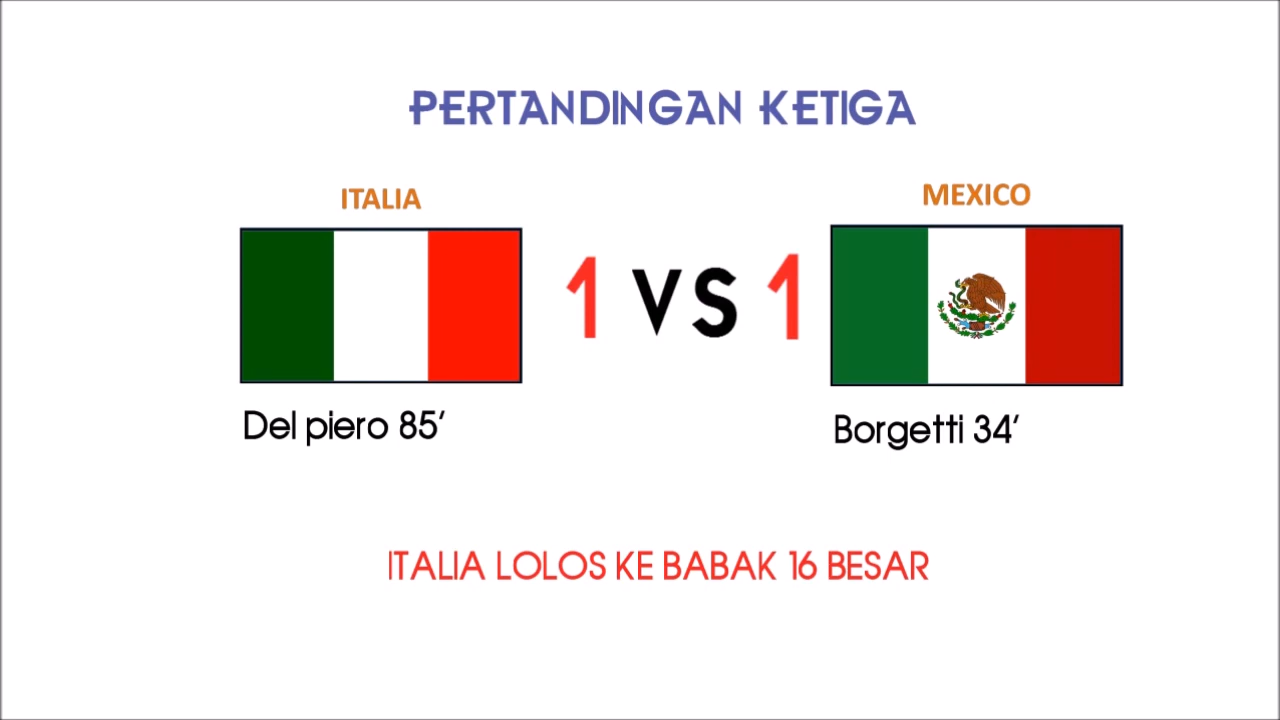 PERTANDINGAN KETIGA
ITALIA
MEXICO
1 VS 1
Del piero 85'
Borgetti 34'
ITALIA LOLOS KE BABAK 16 BESAR